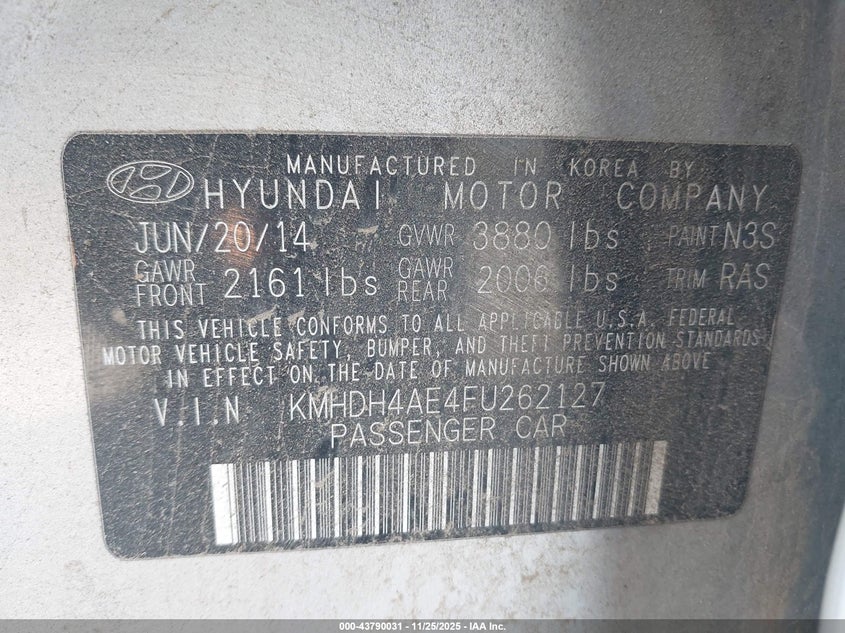 MANUFACTURED IN KOREA BY
HYUNDAI MOTOR COMPANY
JUN/20/14 GVWR 3880 lbs PAINT N3S
GAWR FRONT 2161 lbs GAWR REAR 2006 lbs TRIM RAS
THIS VEHICLE CONFORMS TO ALL APPLICABLE U.S.A. FEDERAL
MOTOR VEHICLE SAFETY, BUMPER, AND THEFT PREVENTION STANDARDS
IN EFFECT ON THE DATE OF MANUFACTURE SHOWN ABOVE
V.I.N KMHDH4AE4FU262127
PASSENGER CAR
000-43790031 - 11/25/2025 - IAA Inc.